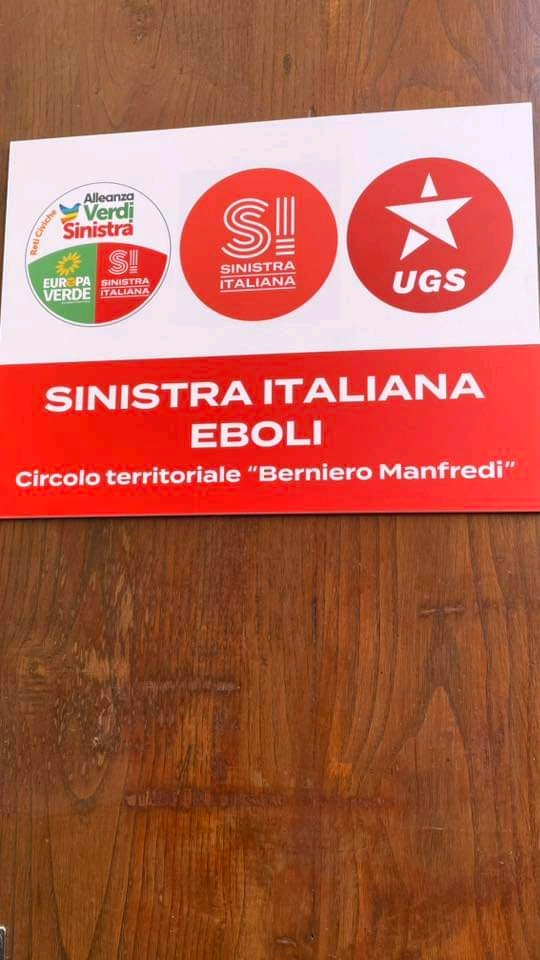 Reti Civiche
Alleanza
Verdi
Sinistra
EUROPA
VERDE
SI
SINISTRA
ITALIANA
SI
SINISTRA
ITALIANA
UGS
SINISTRA ITALIANA
EBOLI
Circolo territoriale "Berniero Manfredi"